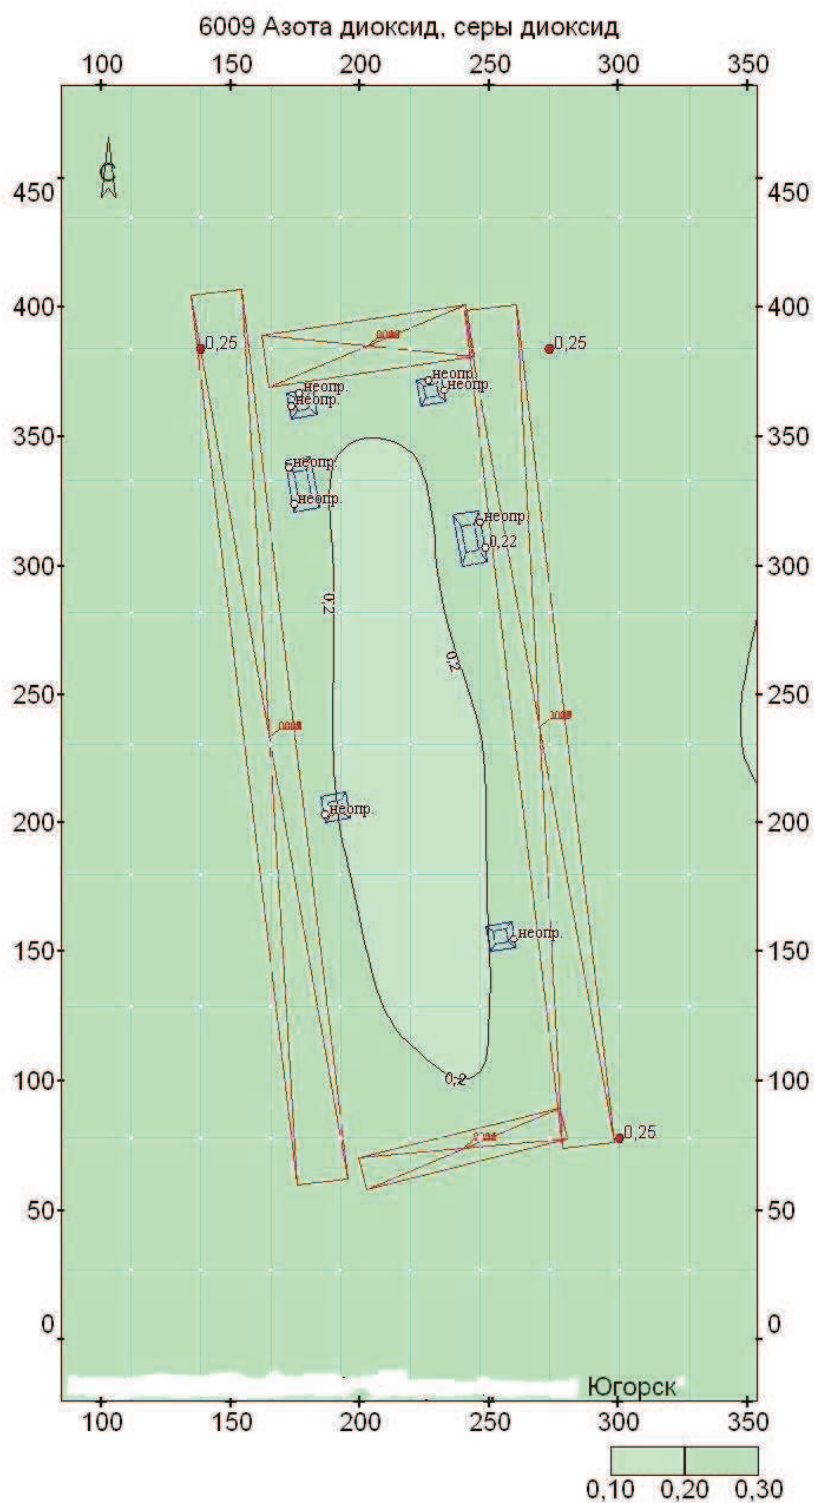 6009 Азота диоксид, серы диоксид
100 150 200 250 300 350
С
450 450
400 400
0,25 0,25
неопр. неопр.
неопр. неопр.
350 350
неопр.
неопр.
неопр.
0,22
300 300
0,2
0,2
250 250
200 200
неопр.
неопр.
150 150
100 100
0,2
0,25
50 50
0 0
Югорск
100 150 200 250 300 350
0,10 0,20 0,30